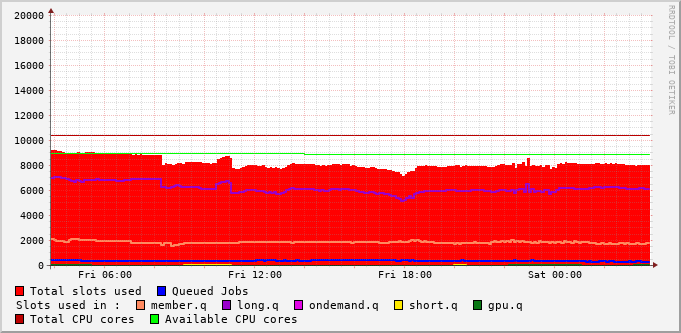 20000
18000
16000
14000
12000
10000
8000
6000
4000
2000
0
Fri 06:00 Fri 12:00 Fri 18:00 Sat 00:00
Total slots used Queued Jobs
Slots used in : member.q long.q ondemand.q short.q gpu.q
Total CPU cores Available CPU cores
RRDTOOL / TOBI OETIKER